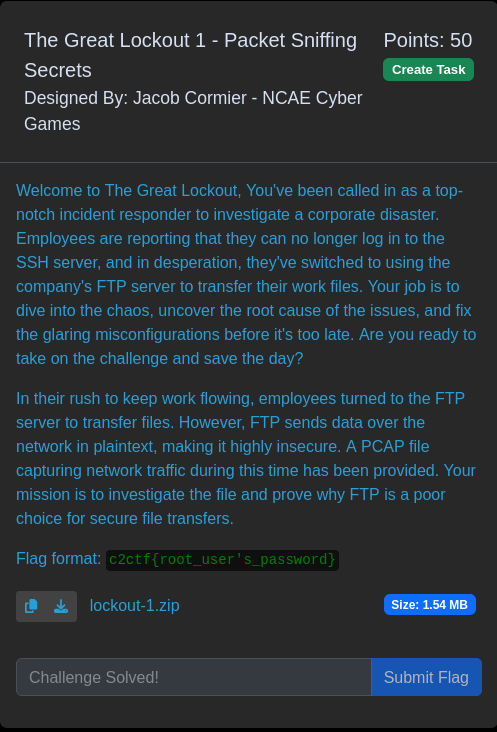 The Great Lockout 1 - Packet Sniffing
Secrets
Designed By: Jacob Cormier - NCAE Cyber
Games
Points: 50
Create Task
Welcome to The Great Lockout, You've been called in as a top-
notch incident responder to investigate a corporate disaster.
Employees are reporting that they can no longer log in to the
SSH server, and in desperation, they've switched to using the
company's FTP server to transfer their work files. Your job is to
dive into the chaos, uncover the root cause of the issues, and fix
the glaring misconfigurations before it's too late. Are you ready to
take on the challenge and save the day?
In their rush to keep work flowing, employees turned to the FTP
server to transfer files. However, FTP sends data over the
network in plaintext, making it highly insecure. A PCAP file
capturing network traffic during this time has been provided. Your
mission is to investigate the file and prove why FTP is a poor
choice for secure file transfers.
Flag format: c2ctf{root_user's_password}
lockout-1.zip
Size: 1.54 MB
Challenge Solved!
Submit Flag